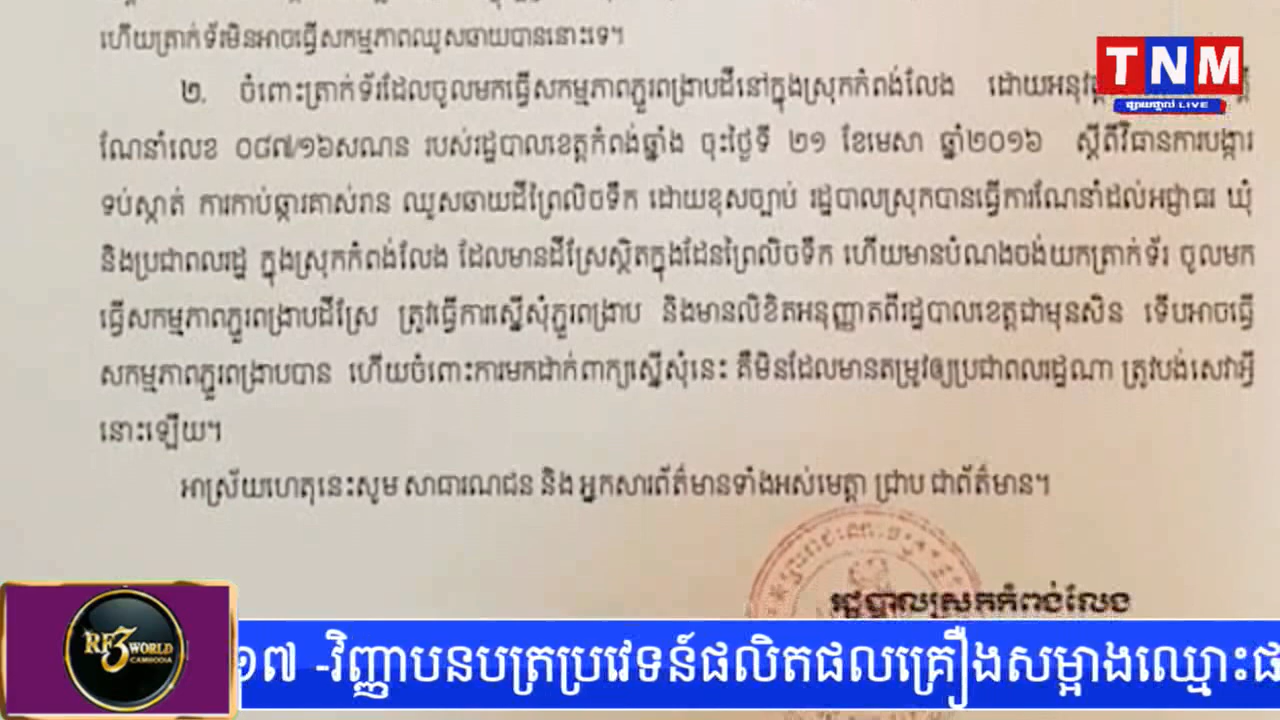 ហើយត្រាក់ទ័រមិនអាចធ្វើសកម្មភាពឈូសឆាយបាននោះទេ។
២. ចំពោះត្រាក់ទ័រដែលចូលមកធ្វើសកម្មភាពភ្ជួរពង្រាបដីនៅក្នុងស្រុកកំពង់លែង ដោយអនុវត្ត
ណែនាំលេខ ០៨៧/១៦សណន របស់រដ្ឋបាលខេត្តកំពង់ឆ្នាំង ចុះថ្ងៃទី ២១ ខែមេសា ឆ្នាំ២០១៦ ស្តីពីវិធានការបង្ការ
ទប់ស្កាត់ ការកាប់ឆ្ការគាស់រាន ឈូសឆាយដីព្រៃលិចទឹក ដោយខុសច្បាប់ រដ្ឋបាលស្រុកបានធ្វើការណែនាំដល់អជ្ញាធរ ឃុំ
និងប្រជាពលរដ្ឋ ក្នុងស្រុកកំពង់លែង ដែលមានដីស្រែស្ថិតក្នុងដែនព្រៃលិចទឹក ហើយមានបំណងចង់យកត្រាក់ទ័រ ចូលមក
ធ្វើសកម្មភាពភ្ជួរពង្រាបដីស្រែ ត្រូវធ្វើការស្នើសុំភ្ជួរពង្រាប និងមានលិខិតអនុញ្ញាតពីរដ្ឋបាលខេត្តជាមុនសិន ទើបអាចធ្វើ
សកម្មភាពភ្ជួរពង្រាបបាន ហើយចំពោះការមកដាក់ពាក្យស្នើសុំនេះ គឺមិនដែលមានតម្រូវឲ្យប្រជាពលរដ្ឋណា ត្រូវបង់សេវាអ្វី
នោះឡើយ។
អាស្រ័យហេតុនេះសូម សាធារណជន និង អ្នកសារព័ត៌មានទាំងអស់មេត្តា ជ្រាប ជាព័ត៌មាន។
រដ្ឋបាលស្រុកកំពង់លែង
TNM
ផ្សាយផ្ទាល់ LIVE
RF3 WORLD
CAMBODIA
១៧ -វិញ្ញាបនបត្រប្រវេទន៍ផលិតផលគ្រឿងសម្អាងឈ្មោះផ